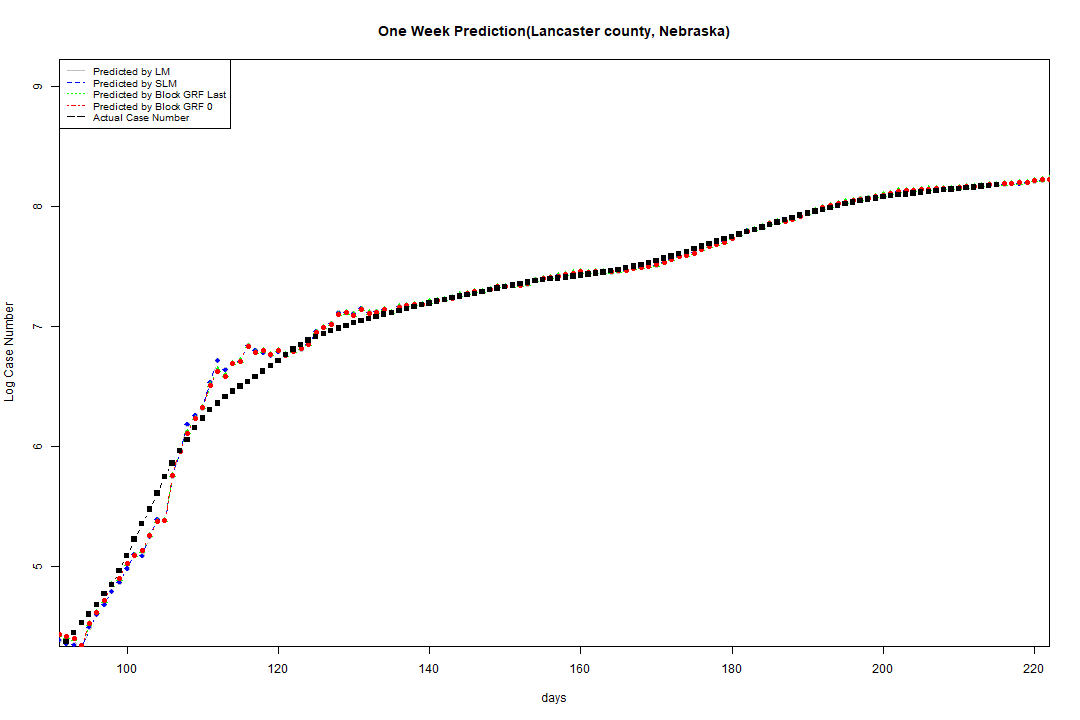 One Week Prediction(Lancaster county, Nebraska)
Predicted by LM
Predicted by SLM
Predicted by Block GRF Last
Predicted by Block GRF 0
Actual Case Number
9
8
7
6
5
Log Case Number
100 120 140 160 180 200 220
days